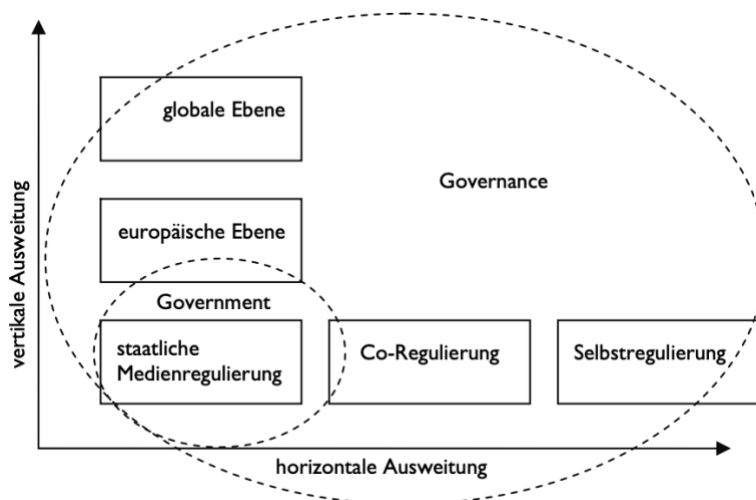 globale Ebene
Governance
europäische Ebene
Government
staatliche
Medienregulierung
Co-Regulierung
Selbstregulierung
vertikale Ausweitung
horizontale Ausweitung